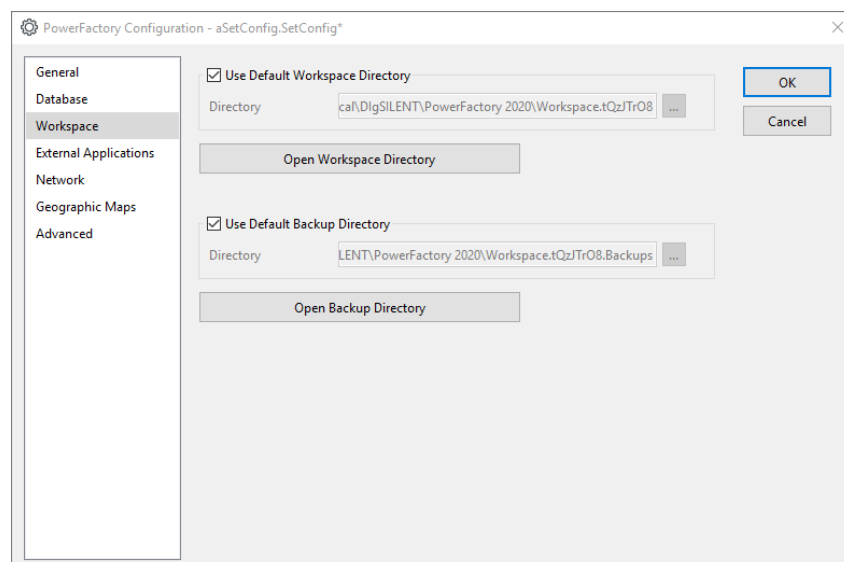 PowerFactory Configuration - aSetConfig.SetConfig*
General
Database
Workspace
External Applications
Network
Geographic Maps
Advanced
Use Default Workspace Directory
Directory cal\DIgSILENT\PowerFactory 2020\Workspace.tQzJTrO8 ...
Open Workspace Directory
Use Default Backup Directory
Directory LENT\PowerFactory 2020\Workspace.tQzJTrO8.Backups ...
Open Backup Directory
OK
Cancel